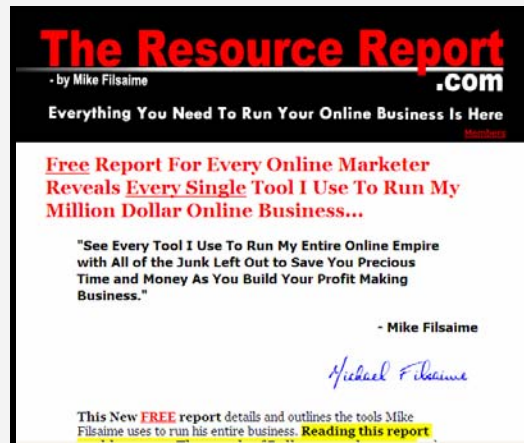 The Resource Report
- by Mike Filsaime
.com
Everything You Need To Run Your Online Business Is Here
Members
Free Report For Every Online Marketer
Reveals Every Single Tool I Use To Run My
Million Dollar Online Business...
"See Every Tool I Use To Run My Entire Online Empire
with All of the Junk Left Out to Save You Precious
Time and Money As You Build Your Profit Making
Business."
- Mike Filsaime
Michael Filsaime
This New FREE report details and outlines the tools Mike
Filsaime uses to run his entire business. Reading this report